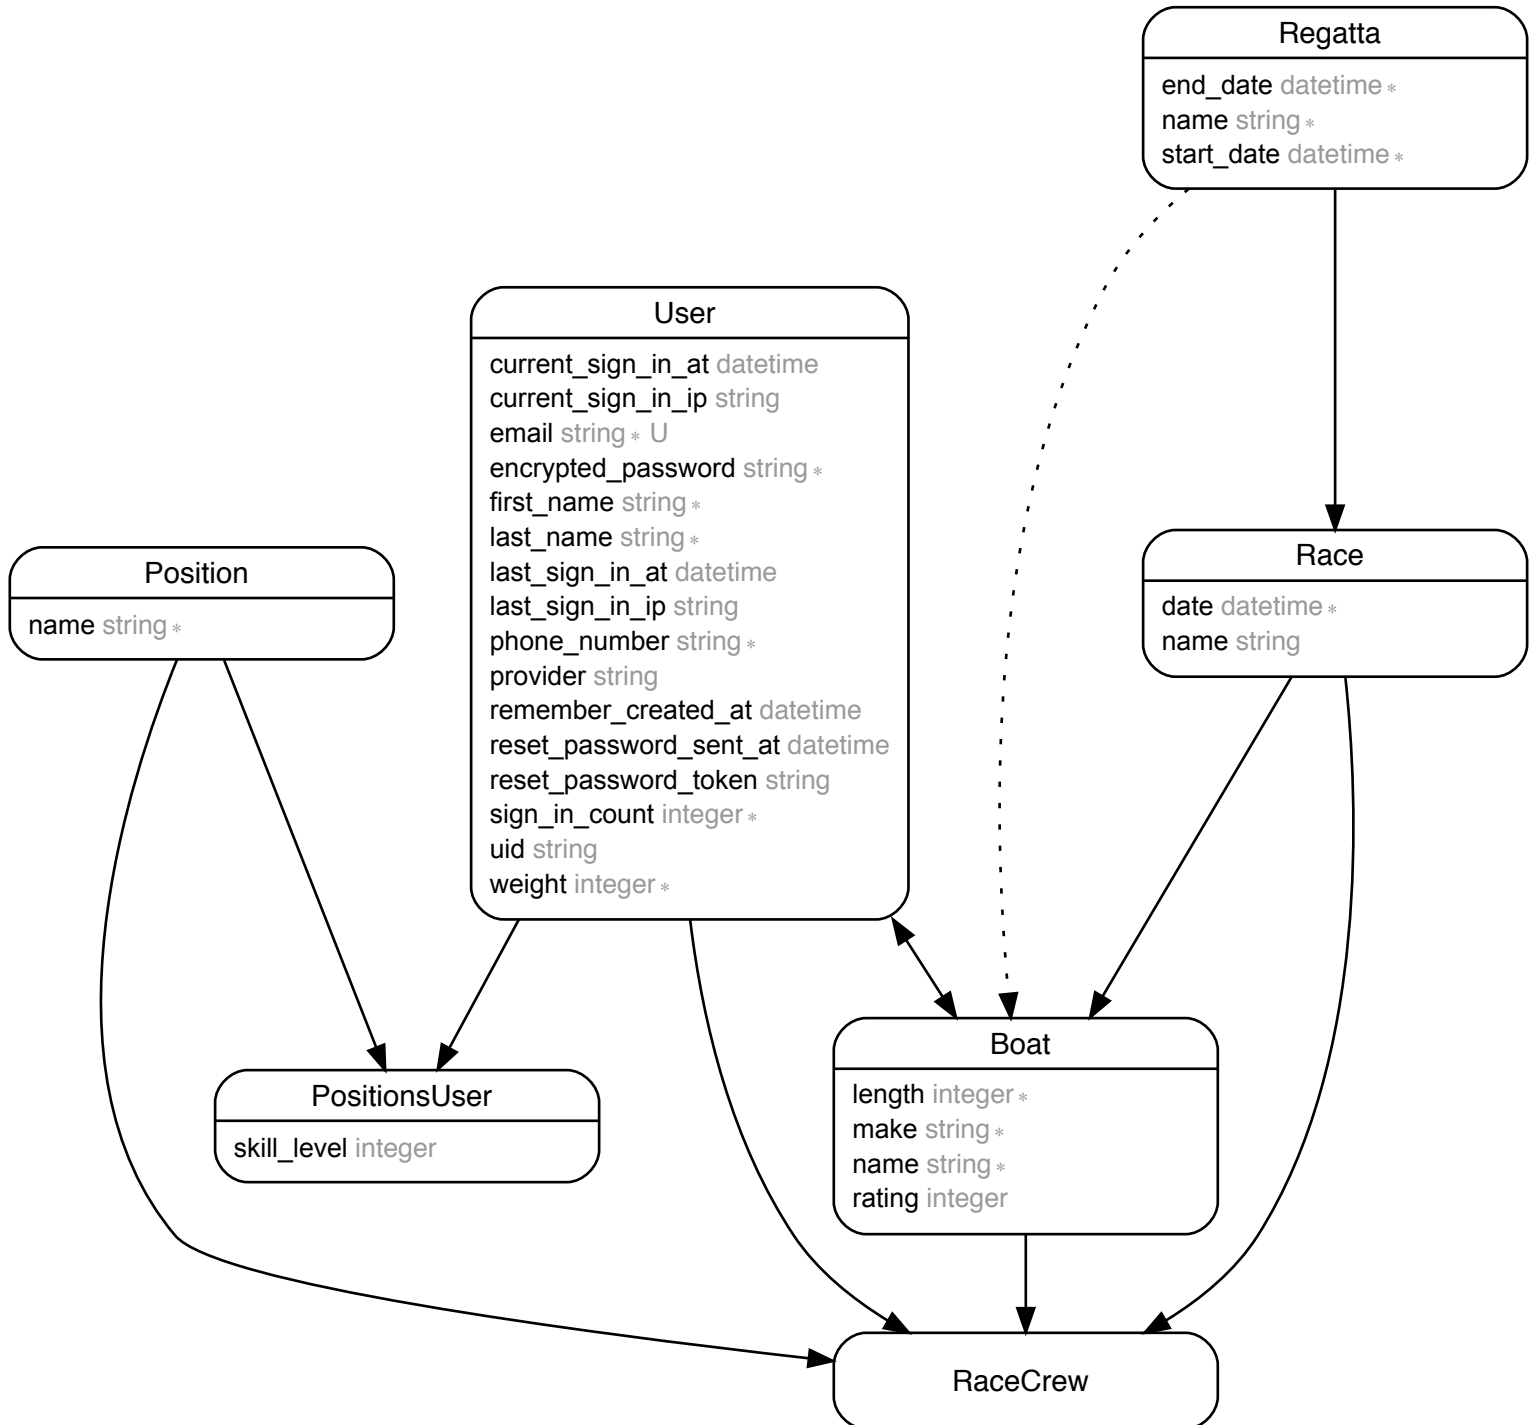 Regatta
end_date datetime *
name string *
start_date datetime *
User
current_sign_in_at datetime
current_sign_in_ip string
email string * U
encrypted_password string *
first_name string *
last_name string *
last_sign_in_at datetime
last_sign_in_ip string
phone_number string *
provider string
remember_created_at datetime
reset_password_sent_at datetime
reset_password_token string
sign_in_count integer *
uid string
weight integer *
Position
name string *
Race
date datetime *
name string
PositionsUser
skill_level integer
Boat
length integer *
make string *
name string *
rating integer
RaceCrew